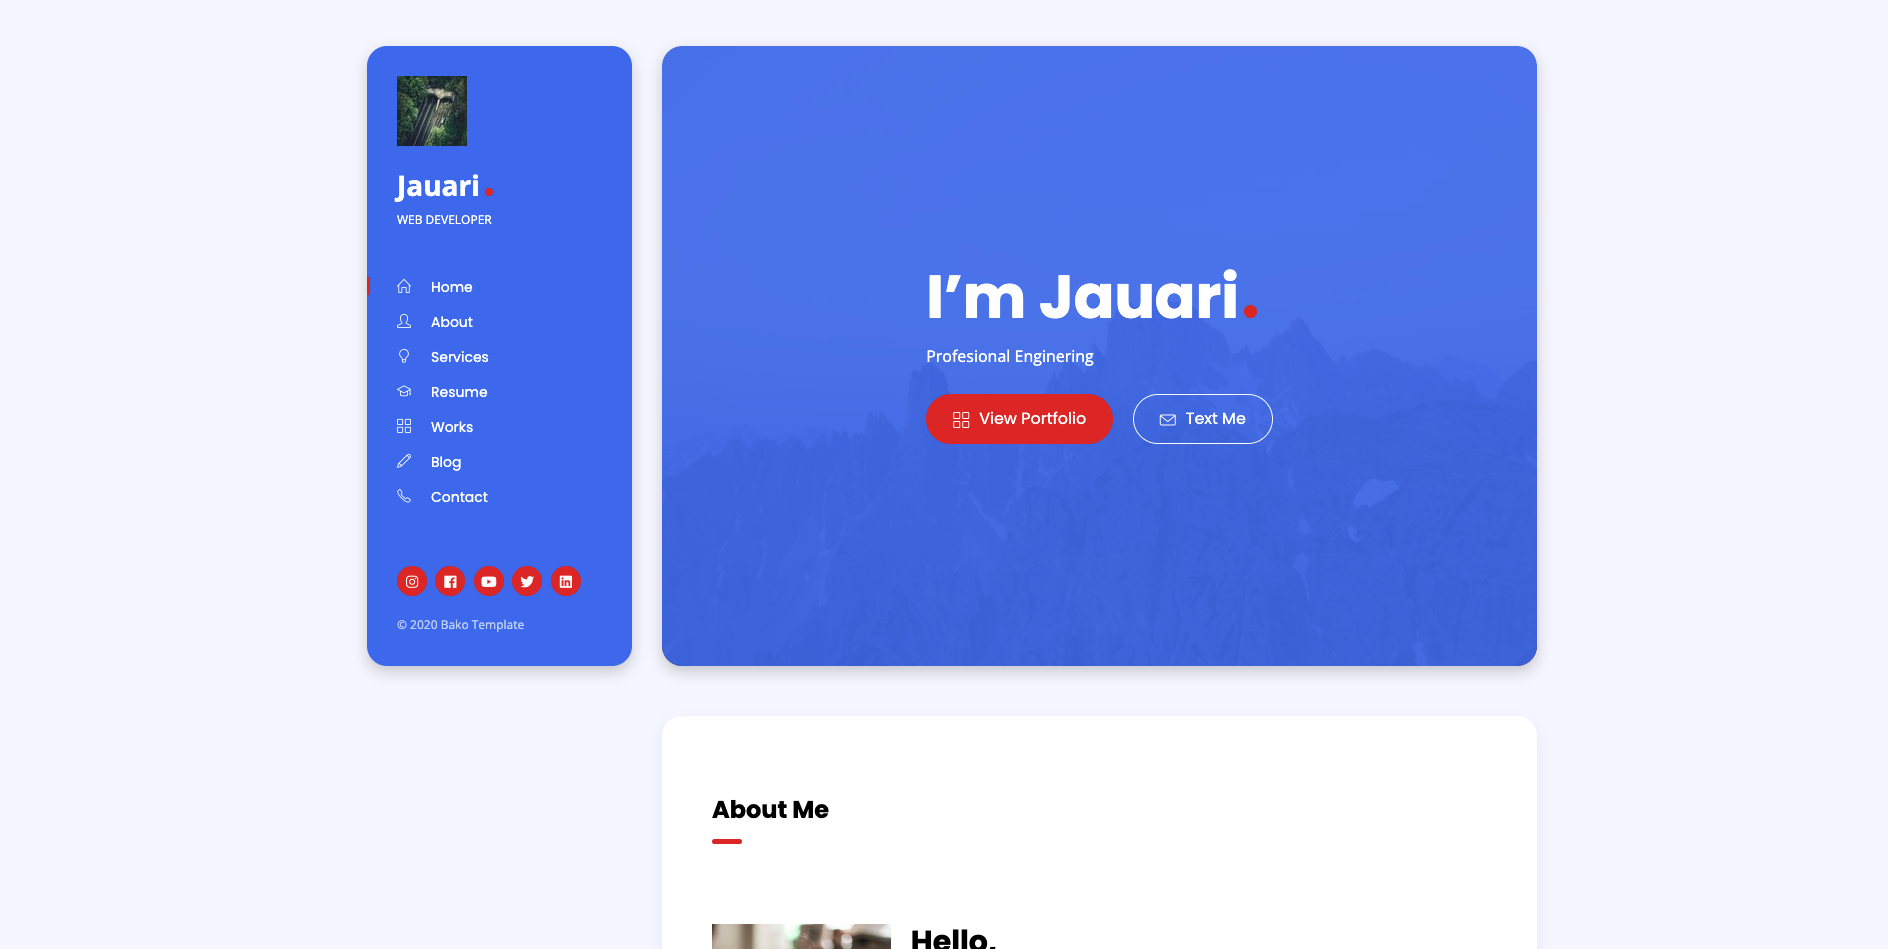 Jauari.
WEB DEVELOPER
Home
About
Services
Resume
Works
Blog
Contact
© 2020 Bako Template
I’m Jauari.
Profesional Enginering
View Portfolio
Text Me
About Me
Hello,